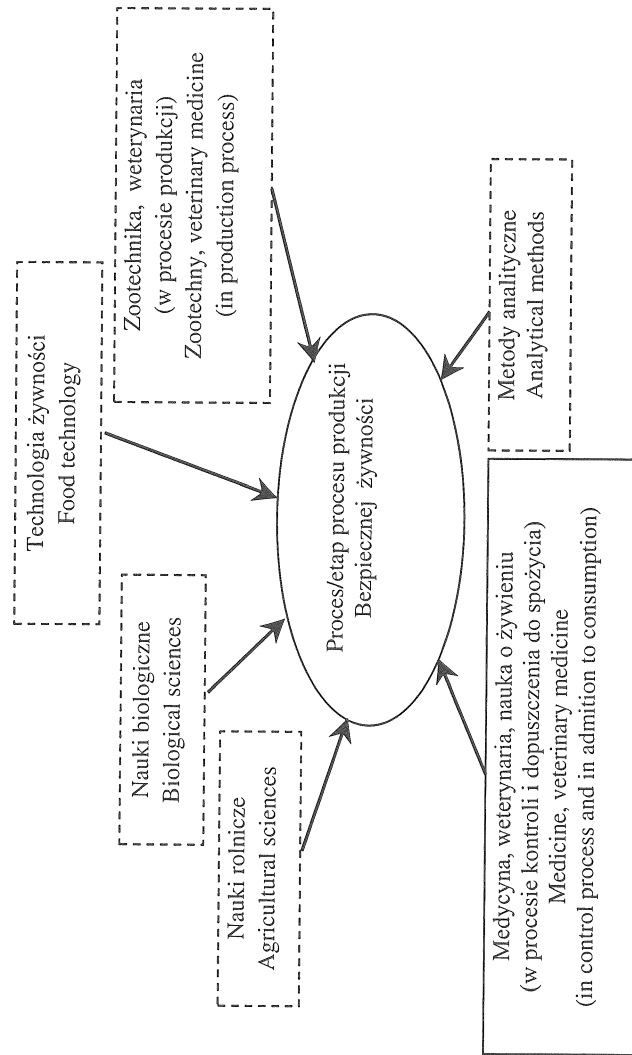 Technologia żywności
Food technology
Nauki biologiczne
Biological sciences
Zootechnika, weterynaria
(w procesie produkcji)
Zootechny, veterinary medicine
(in production process)
Nauki rolnicze
Agricultural sciences
Proces/etap procesu produkcji
Bezpiecznej żywności
Medycyna, weterynaria, nauka o żywieniu
(w procesie kontroli i dopuszczenia do spożycia)
Medicine, veterinary medicine
(in control process and in admition to consumption)
Metody analityczne
Analytical methods